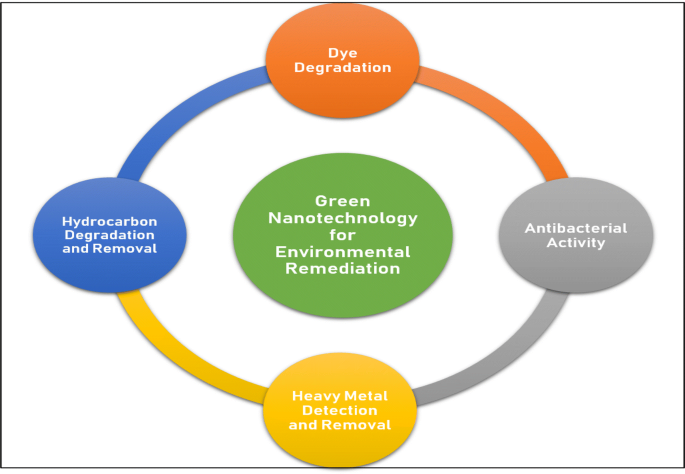 Dye
Degradation
Green
Nanotechnology
for
Environmental
Remediation
Hydrocarbon
Degradation
and Removal
Antibacterial
Activity
Heavy Metal
Detection
and Removal